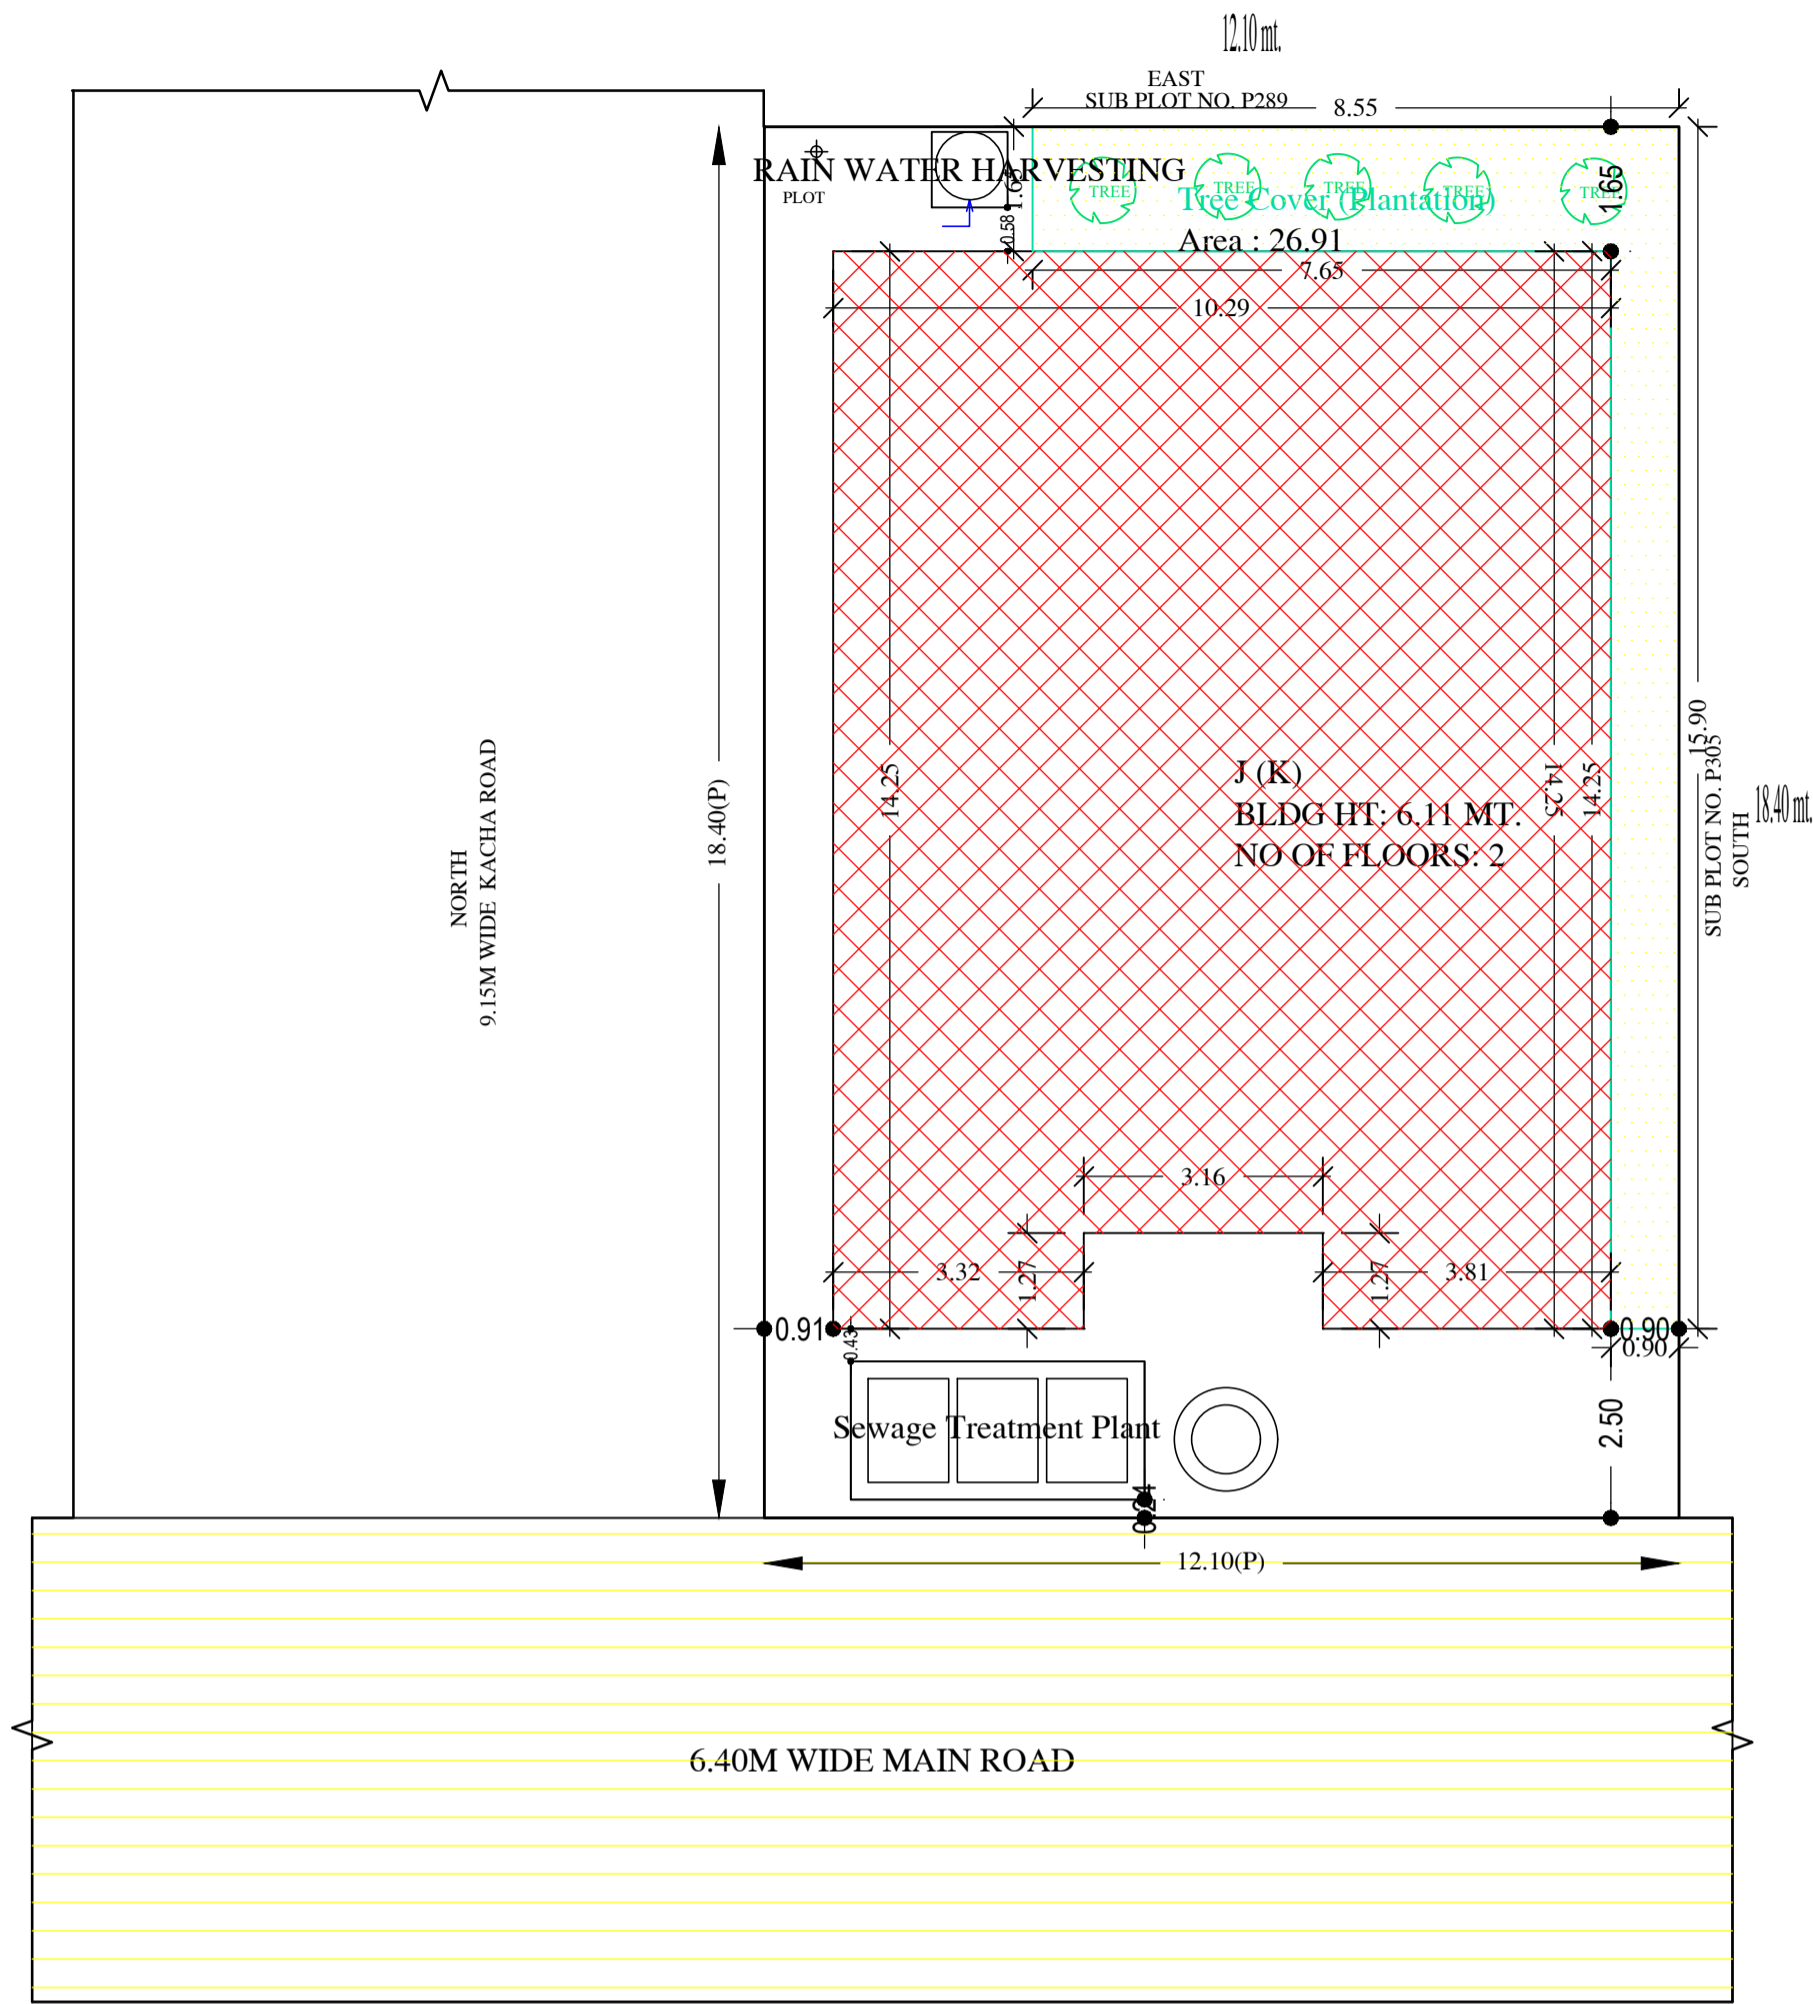 12.10 mt.
EAST
SUB PLOT NO. P289
8.55
RAIN WATER HARVESTING
PLOT
1.65
0.58
TREE
TREE
TREE
TREE
TREE
Tree Cover (Plantation)
Area : 26.91
1.65
7.65
10.29
NORTH
9.15M WIDE KACHA ROAD
18.40(P)
14.25
J (K)
BLDG HT: 6.11 MT.
NO OF FLOORS: 2
14.25
14.25
15.90
SUB PLOT NO. P305
SOUTH
18.40 mt.
3.16
3.32
1.27
1.27
3.81
0.91
0.43
0.90
0.90
Sewage Treatment Plant
2.50
0.24
12.10(P)
6.40M WIDE MAIN ROAD